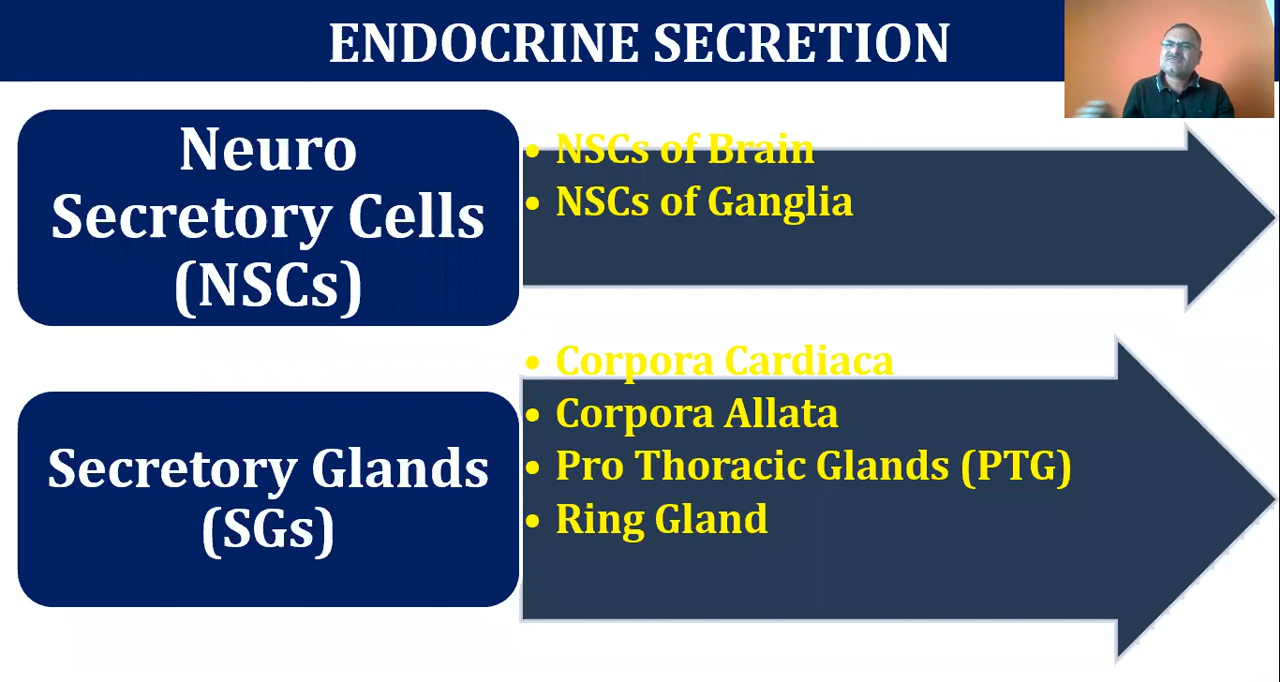 ENDOCRINE SECRETION
Neuro
Secretory Cells
(NSCs)
• NSCs of Brain
• NSCs of Ganglia
Secretory Glands
(SGs)
• Corpora Cardiaca
• Corpora Allata
• Pro Thoracic Glands (PTG)
• Ring Gland